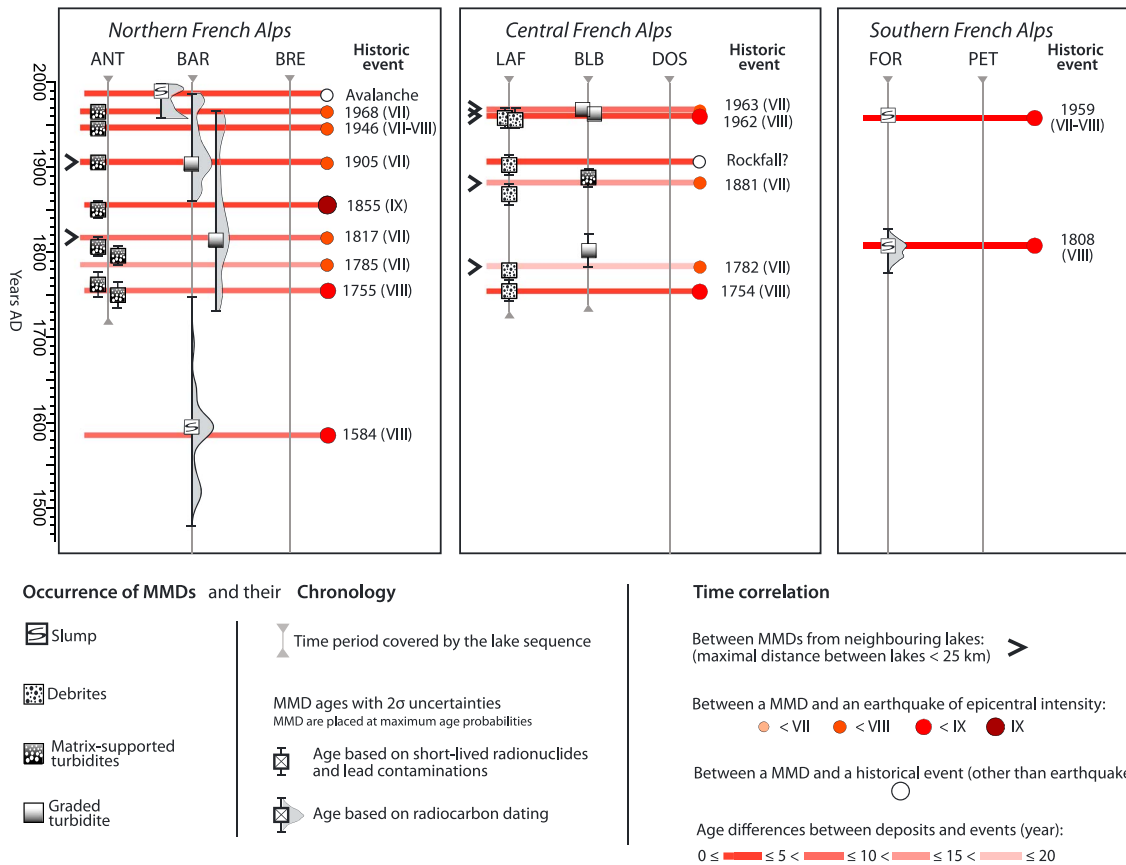 Northern French Alps
ANT BAR BRE Historic event
2000
1900
1800
1700
1600
1500
Years AD
Avalanche
1968 (VII)
1946 (VII-VIII)
1905 (VII)
1855 (IX)
1817 (VII)
1785 (VII)
1755 (VIII)
1584 (VIII)
Central French Alps
LAF BLB DOS Historic event
1963 (VII)
1962 (VIII)
Rockfall?
1881 (VII)
1782 (VII)
1754 (VIII)
Southern French Alps
FOR PET Historic event
1959
(VII-VIII)
1808
(VIII)
Occurrence of MMDs and their Chronology
Slump
Debrites
Matrix-supported
turbidites
Graded
turbidite
Time period covered by the lake sequence
MMD ages with 2σ uncertainties
MMD are placed at maximum age probabilities
Age based on short-lived radionuclides
and lead contaminations
Age based on radiocarbon dating
Time correlation
Between MMDs from neighbouring lakes:
(maximal distance between lakes < 25 km)
Between a MMD and an earthquake of epicentral intensity:
< VII < VIII < IX IX
Between a MMD and a historical event (other than earthquake
Age differences between deposits and events (year):
0 ≤ ≤ 5 < ≤ 10 < ≤ 15 < ≤ 20